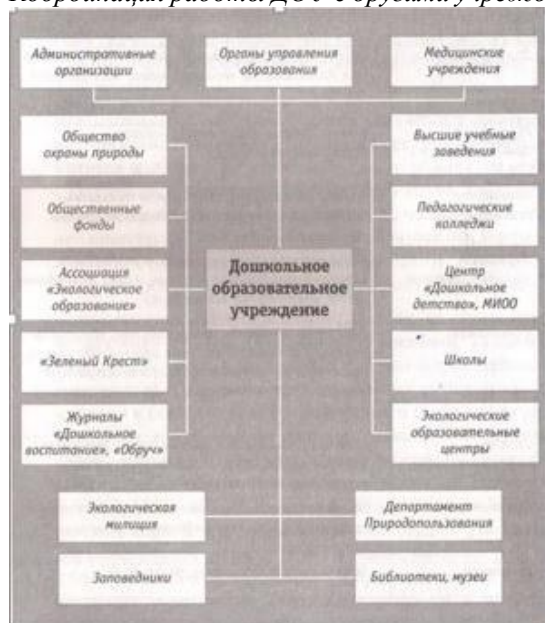 Координация работы ДОУ с другими учрежо
Административные
организации
Органы управления
образования
Медицинские
учреждения
Общество
охраны природы
Общественные
фонды
Ассоциация
«Экологическое
образование»
«Зеленый Крест»
Журналы
«Дошкольное
воспитание», «Обруч»
Дошкольное
образовательное
учреждение
Высшие учебные
заведения
Педагогические
колледжи
Центр
«Дошкольное
детство», МИОО
Школы
Экологические
образовательные
центры
Экологическая
милиция
Департамент
Природопользования
Заповедники
Библиотеки, музеи